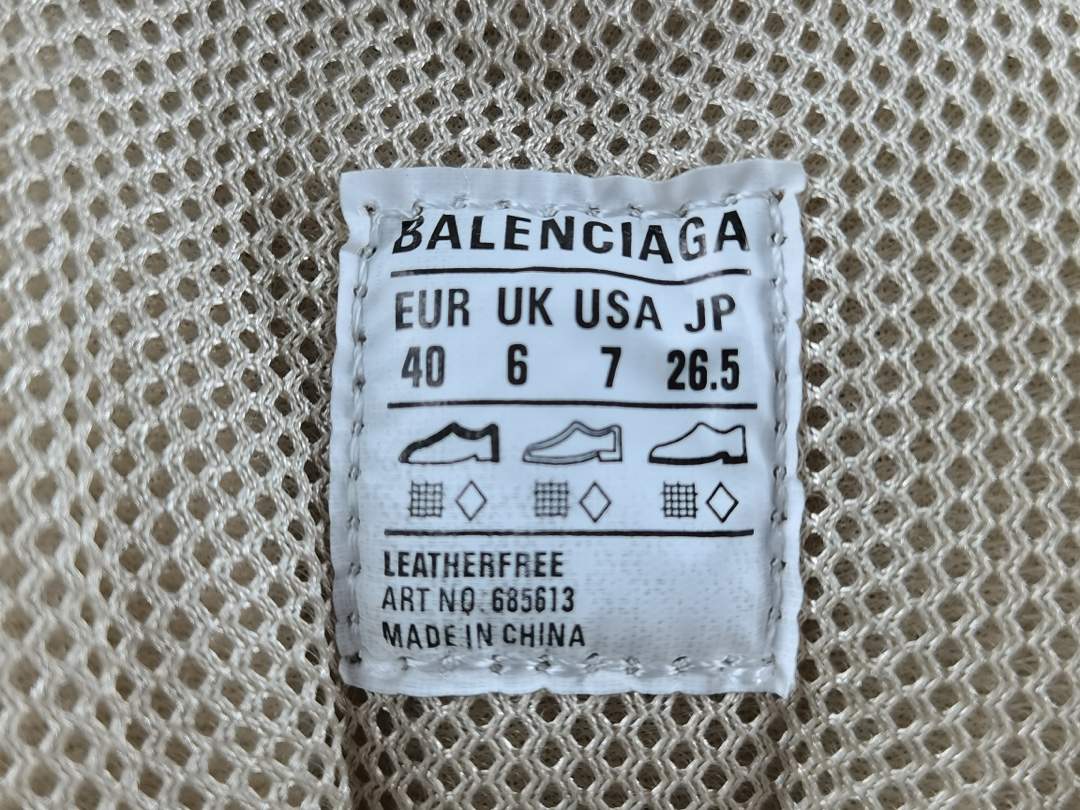 BALENCIAGA
EUR UK USA JP
40 6 7 26.5
LEATHERFREE
ART NO. 685613
MADE IN CHINA